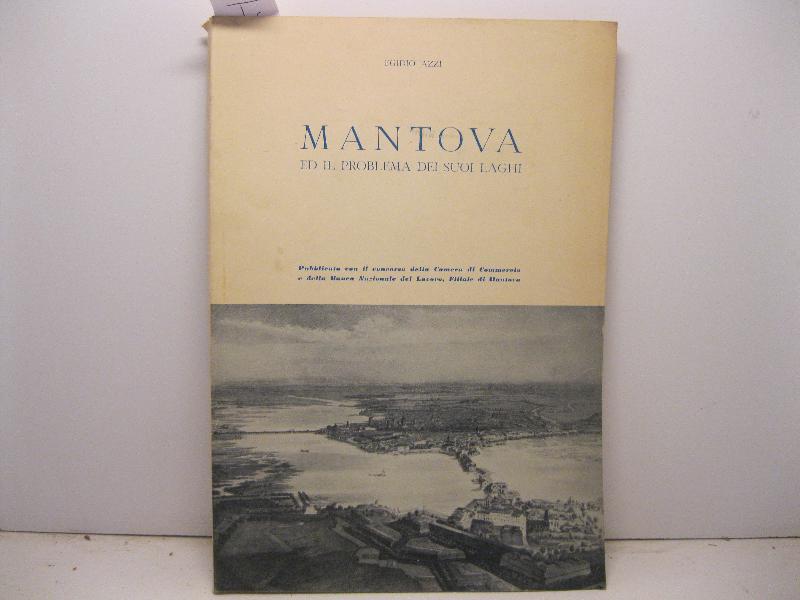 EGIDIO AZZI
MANTOVA
ED IL PROBLEMA DEI SUOI LAGHI
Pubblicato con il concorso della Camera di Commercio
e della Banca Nazionale del Lavoro, Filiale di Mantova